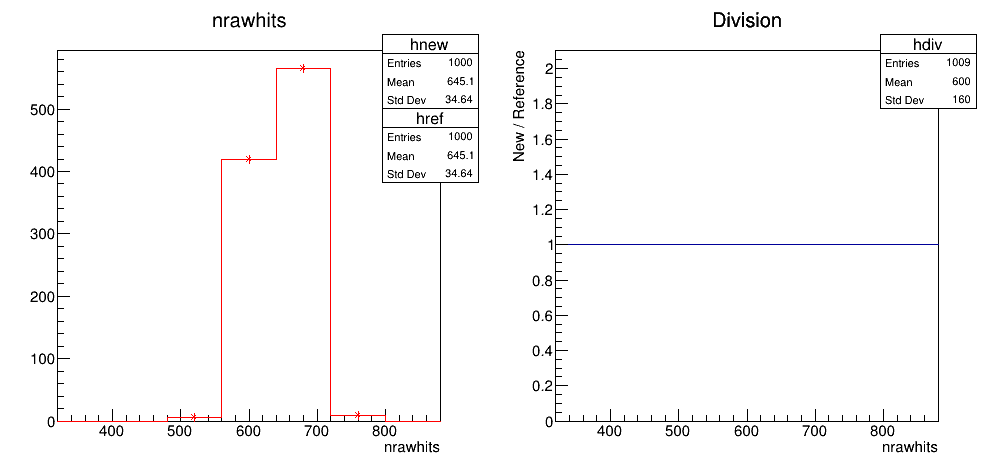 nrawhits
hnew
Entries 1000
Mean 645.1
Std Dev 34.64
href
Entries 1000
Mean 645.1
Std Dev 34.64
500
400
300
200
100
0
400 500 600 700 800
nrawhits
Division
hdiv
Entries 1009
Mean 600
Std Dev 160
New / Reference
2
1.8
1.6
1.4
1.2
1
0.8
0.6
0.4
0.2
0
400 500 600 700 800
nrawhits